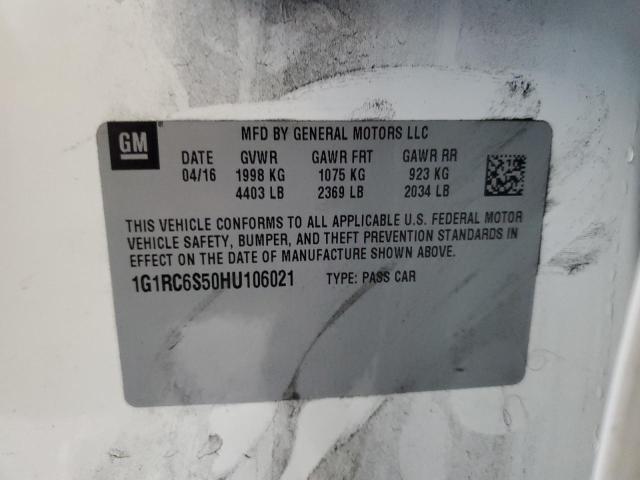 GM
MFD BY GENERAL MOTORS LLC
DATE GVWR GAWR FRT GAWR RR
04/16 1998 KG 1075 KG 923 KG
4403 LB 2369 LB 2034 LB
THIS VEHICLE CONFORMS TO ALL APPLICABLE U.S. FEDERAL MOTOR
VEHICLE SAFETY, BUMPER, AND THEFT PREVENTION STANDARDS IN
EFFECT ON THE DATE OF MANUFACTURE SHOWN ABOVE.
1G1RC6S50HU106021 TYPE: PASS CAR